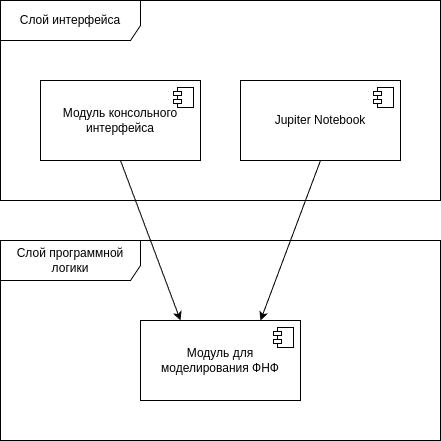 Слой интерфейса
Модуль консольного
интерфейса
Jupiter Notebook
Слой программной
логики
Модуль для
моделирования ФНФ